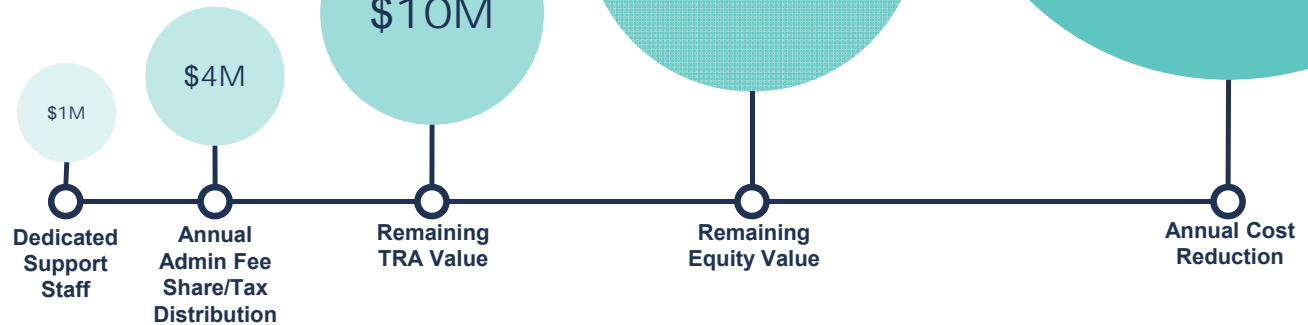 $10M
$4M
$1M
Dedicated
Support
Staff
Annual
Admin Fee
Share/Tax
Distribution
Remaining
TRA Value
Remaining
Equity Value
Annual Cost
Reduction